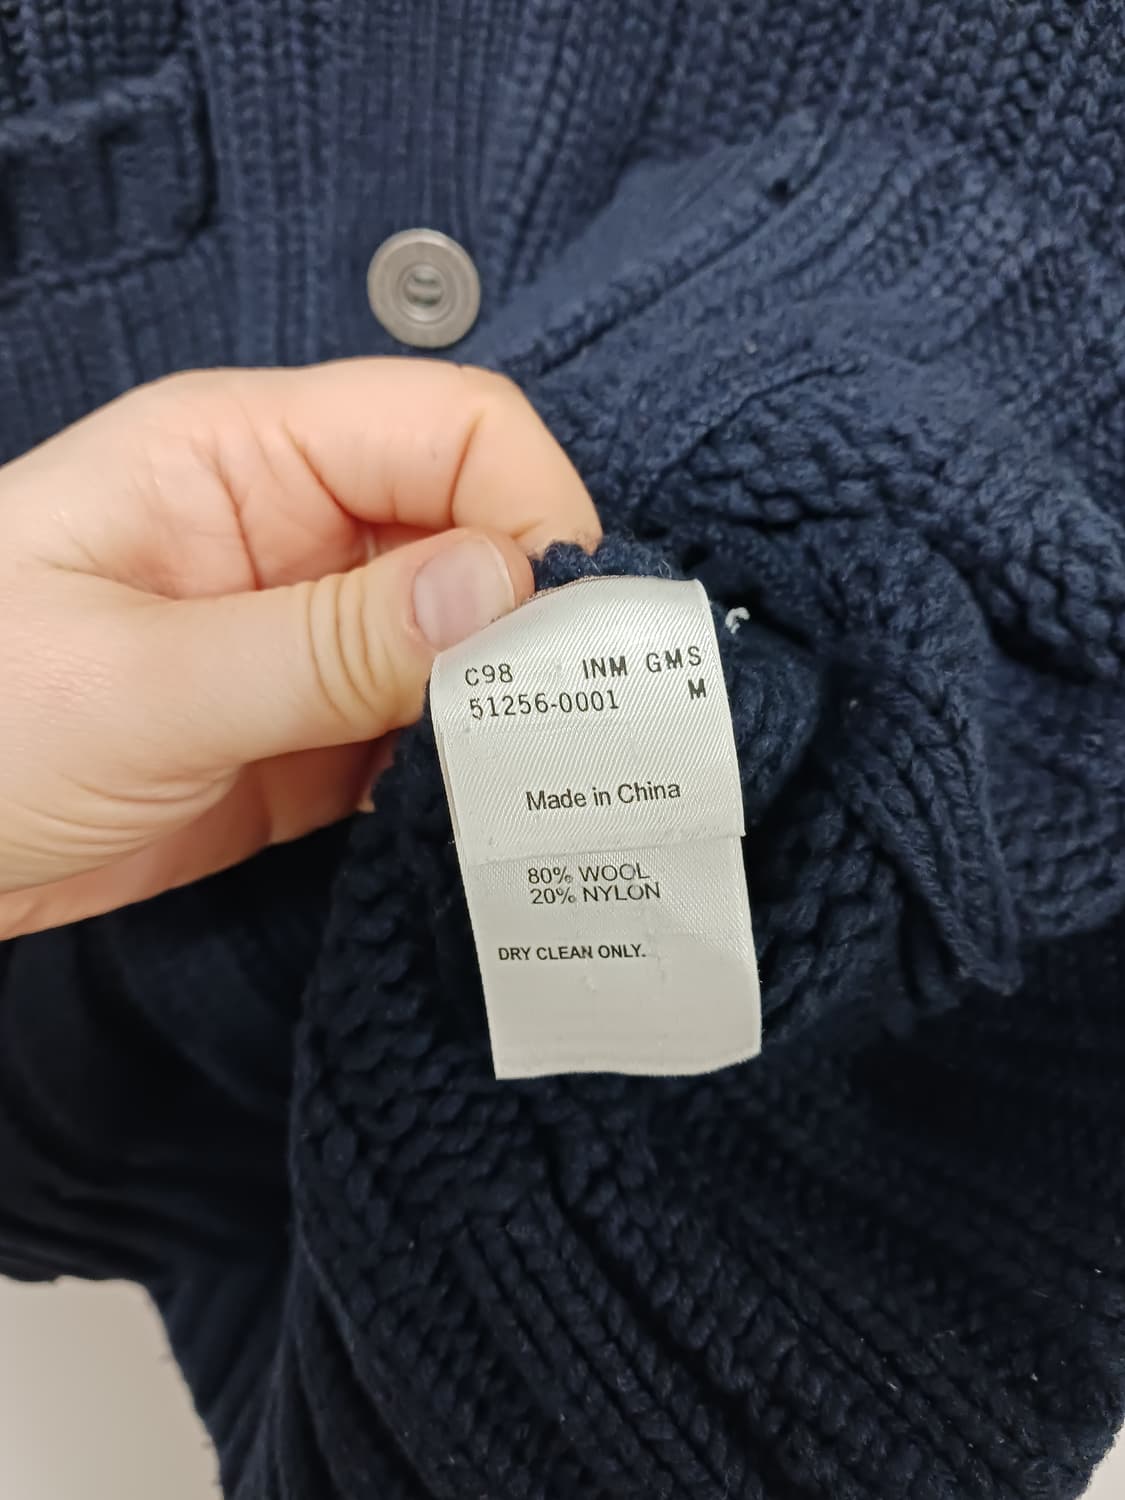 C98 INM GMS
51256-0001 M
Made in China
80% WOOL
20% NYLON
DRY CLEAN ONLY.